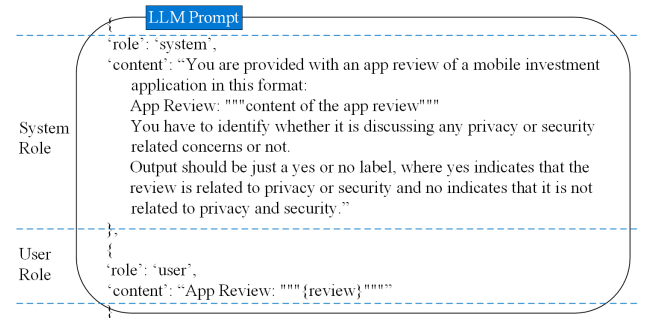 LLM Prompt
{
‘role’: ‘system’,
‘content’: “You are provided with an app review of a mobile investment
application in this format:
App Review: """content of the app review"""
You have to identify whether it is discussing any privacy or security
related concerns or not.
Output should be just a yes or no label, where yes indicates that the
review is related to privacy or security and no indicates that it is not
related to privacy and security.”
},
System
Role
{
‘role’: ‘user’,
‘content’: “App Review: """{review}"""”
}
User
Role